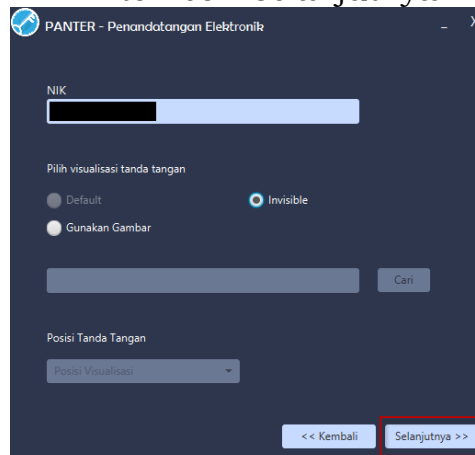 PANTER - Penandatangan Elektronik
NIK
Pilih visualisasi tanda tangan
Default
Invisible
Gunakan Gambar
Cari
Posisi Tanda Tangan
Posisi Visualisasi
<< Kembali
Selanjutnya >>